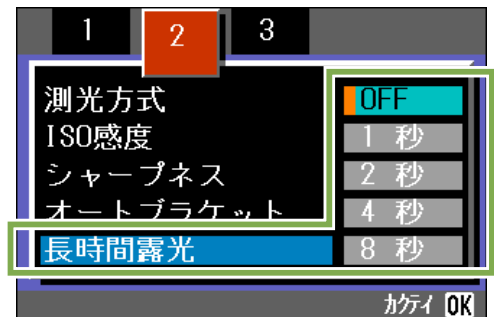 1 2 3
測光方式 OFF
ISO感度 1 秒
シャープネス 2 秒
オートブラケット 4 秒
長時間露光 8 秒
ｶｸﾃｲ OK